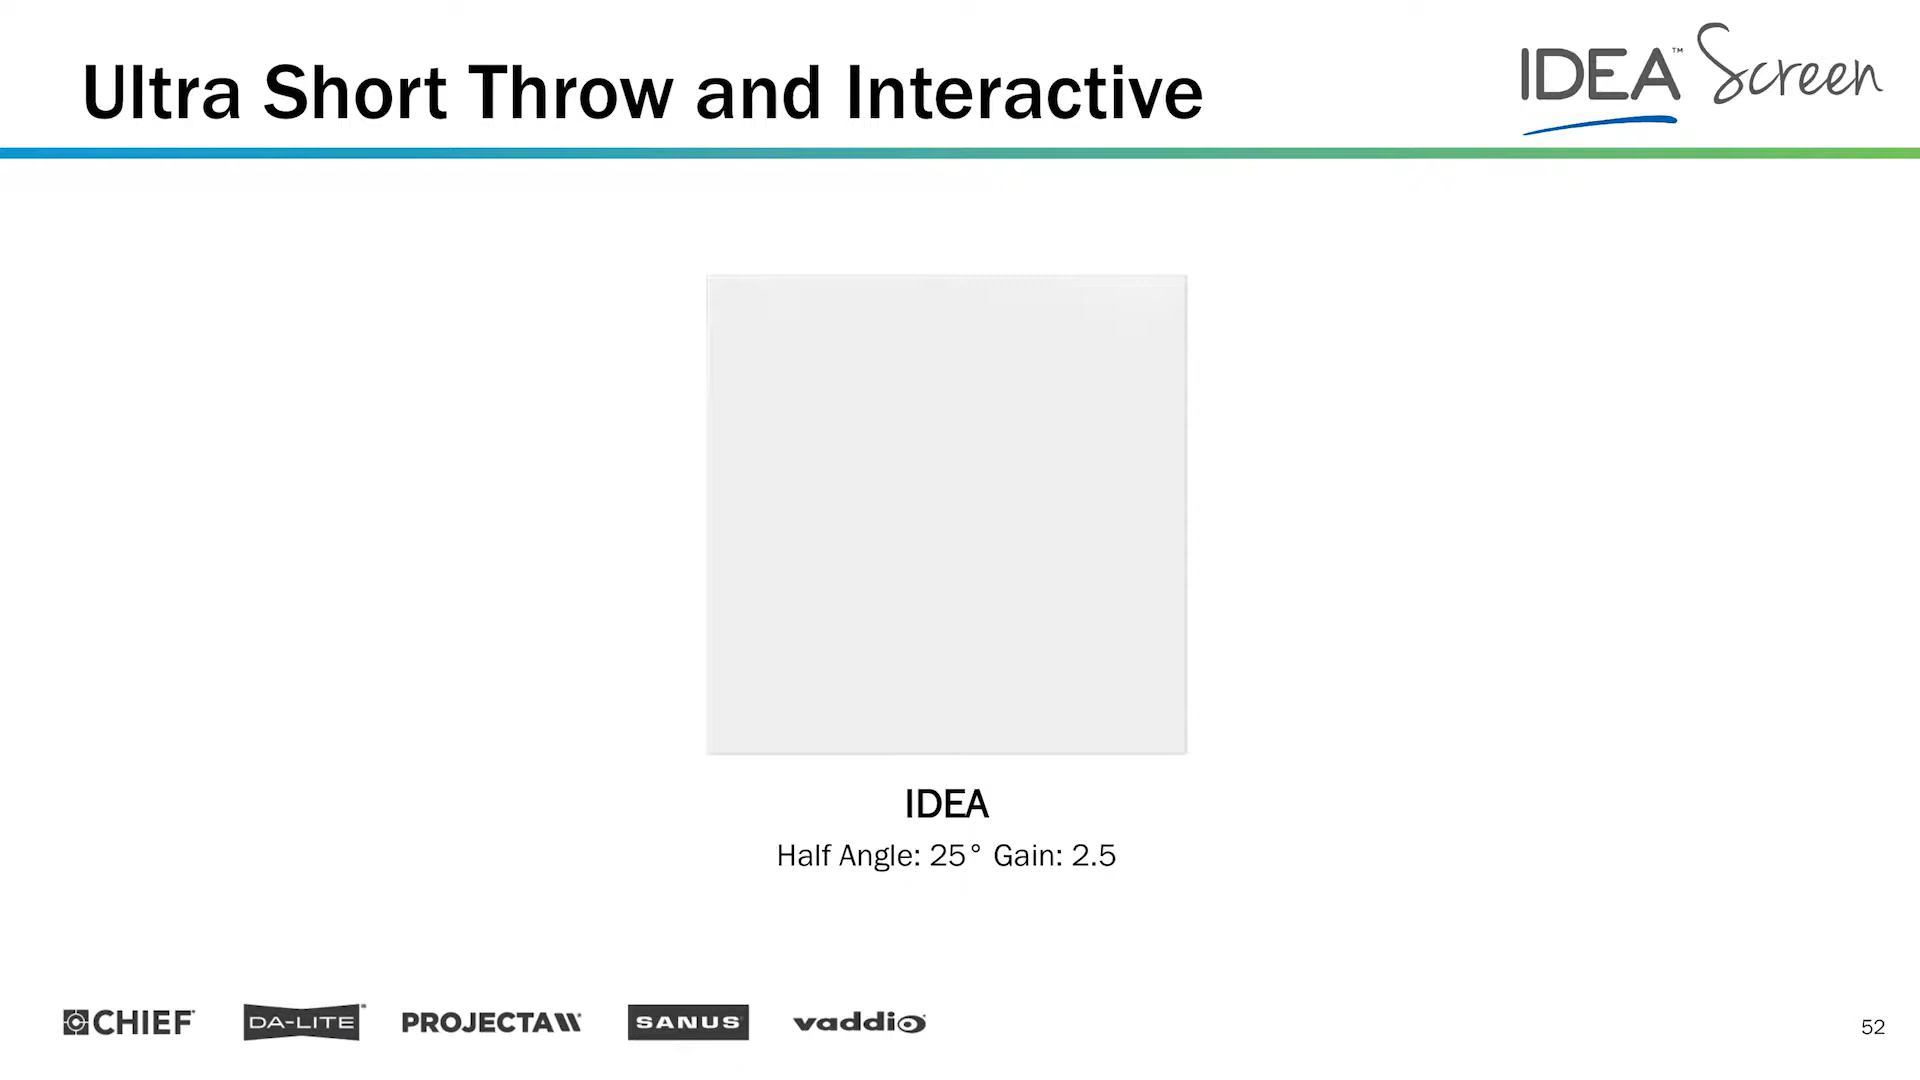 Ultra Short Throw and Interactive
IDEA™ Screen
IDEA
Half Angle: 25° Gain: 2.5
CHIEF® DA-LITE® PROJECTA SANUS® vaddio®
52